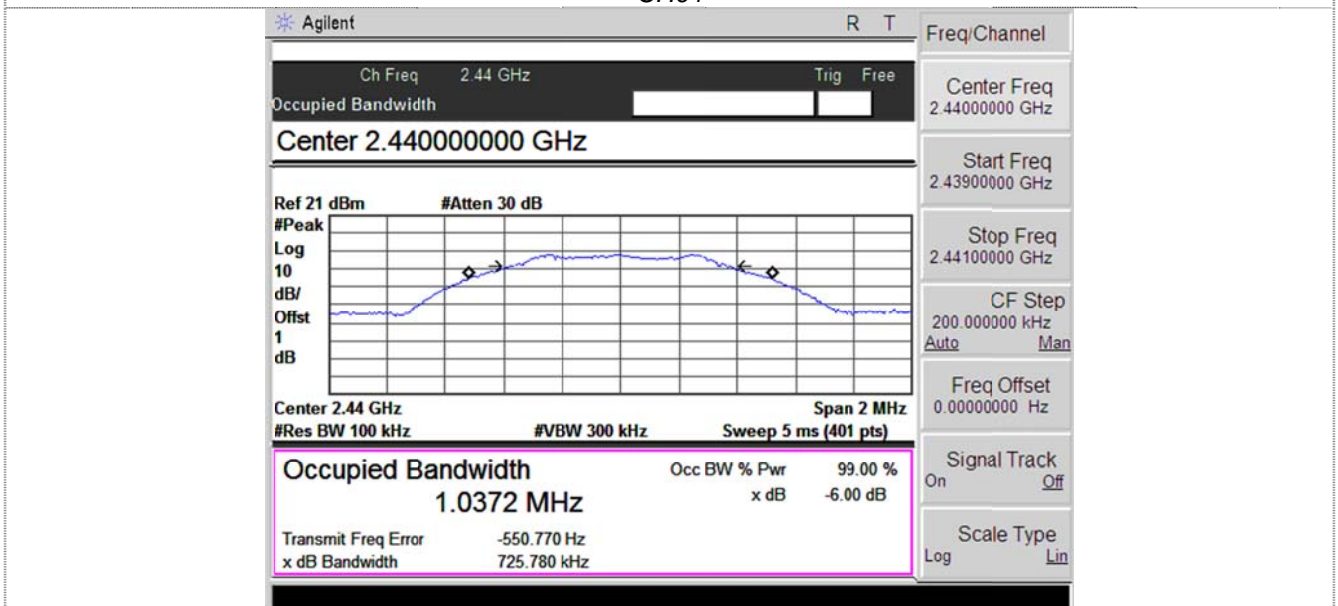 Agilent R T
Freq/Channel
Ch Freq 2.44 GHz Trig Free
Occupied Bandwidth
Center 2.440000000 GHz
Center Freq
2.44000000 GHz
Start Freq
2.43900000 GHz
Stop Freq
2.44100000 GHz
CF Step
200.000000 kHz
Auto Man
Freq Offset
0.00000000 Hz
Signal Track
On Off
Scale Type
Log Lin
Ref 21 dBm #Atten 30 dB
#Peak
Log
10
dB/
Offst
1
dB
Center 2.44 GHz Span 2 MHz
#Res BW 100 kHz #VBW 300 kHz Sweep 5 ms (401 pts)
Occupied Bandwidth Occ BW % Pwr 99.00 %
1.0372 MHz x dB -6.00 dB
Transmit Freq Error -550.770 Hz
x dB Bandwidth 725.780 kHz